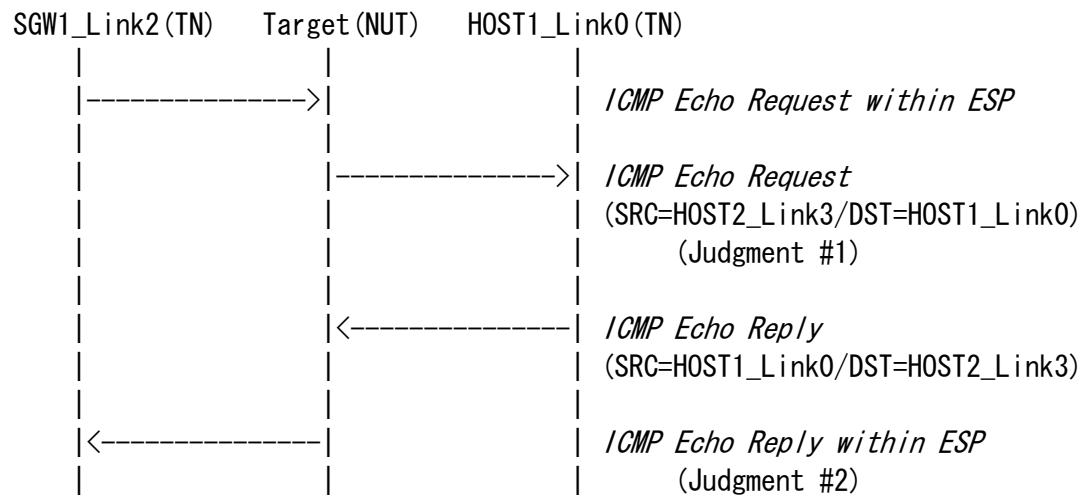 SGW1_Link2(TN) Target(NUT) HOST1_Link0(TN)
ICMP Echo Request within ESP
ICMP Echo Request
(SRC=HOST2_Link3/DST=HOST1_Link0)
(Judgment #1)
ICMP Echo Reply
(SRC=HOST1_Link0/DST=HOST2_Link3)
ICMP Echo Reply within ESP
(Judgment #2)